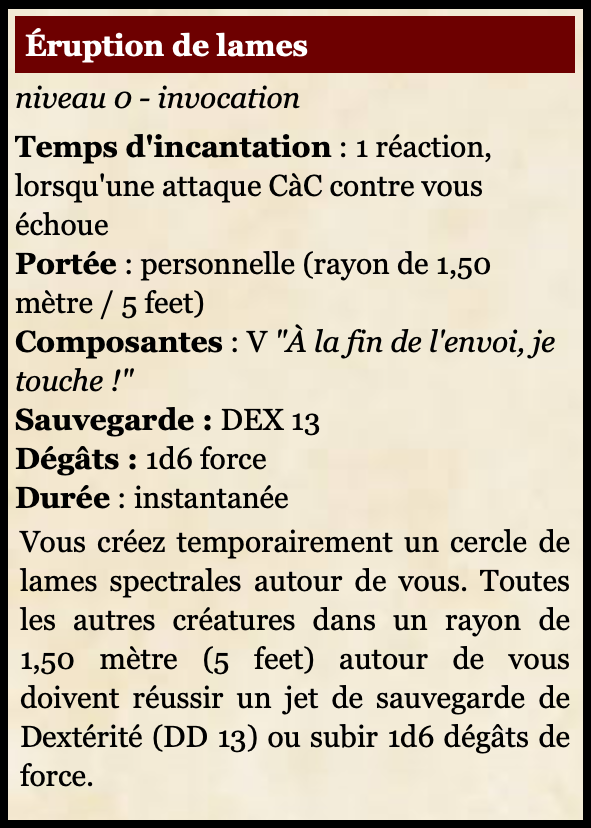 Éruption de lames
niveau 0 - invocation
Temps d'incantation : 1 réaction,
lorsqu'une attaque CàC contre vous
échoue
Portée : personnelle (rayon de 1,50
mètre / 5 feet)
Composantes : V "À la fin de l'envoi, je
touche !"
Sauvegarde : DEX 13
Dégâts : 1d6 force
Durée : instantanée
Vous créez temporairement un cercle de
lames spectrales autour de vous. Toutes
les autres créatures dans un rayon de
1,50 mètre (5 feet) autour de vous
doivent réussir un jet de sauvegarde de
Dextérité (DD 13) ou subir 1d6 dégâts de
force.